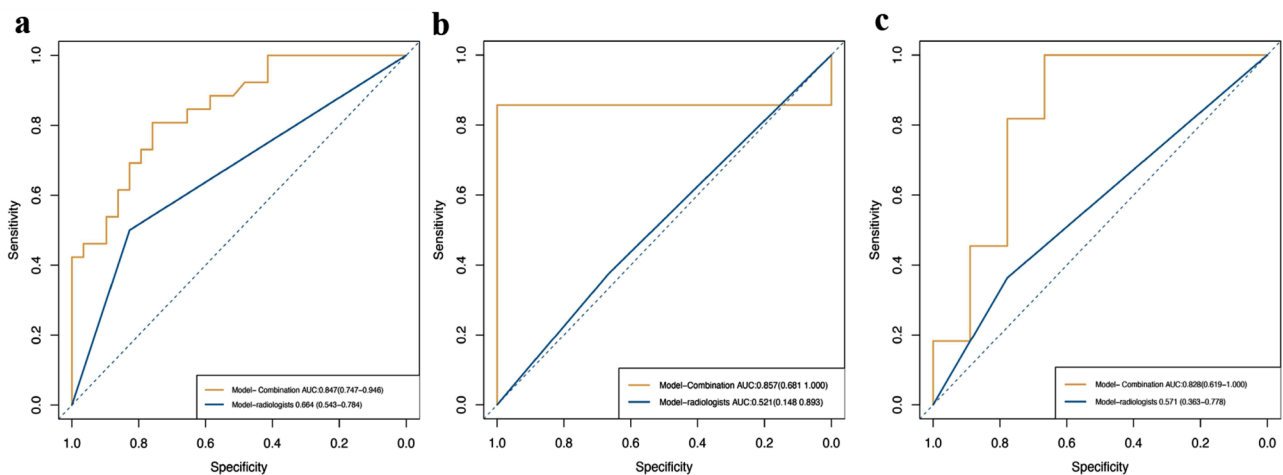 a
1.0
0.8
0.6
0.4
0.2
0.0
Sensitivity
Model- Combination AUC:0.847(0.747-0.946)
Model-radiologists 0.664 (0.543-0.784)
1.0 0.8 0.6 0.4 0.2 0.0
Specificity
b
1.0
0.8
0.6
0.4
0.2
0.0
Sensitivity
Model- Combination AUC:0.857(0.681 1.000)
Model-radiologists AUC:0.521(0.148 0.893)
1.0 0.8 0.6 0.4 0.2 0.0
Specificity
c
1.0
0.8
0.6
0.4
0.2
0.0
Sensitivity
Model- Combination AUC:0.828(0.619-1.000)
Model-radiologists 0.571 (0.363-0.778)
1.0 0.8 0.6 0.4 0.2 0.0
Specificity